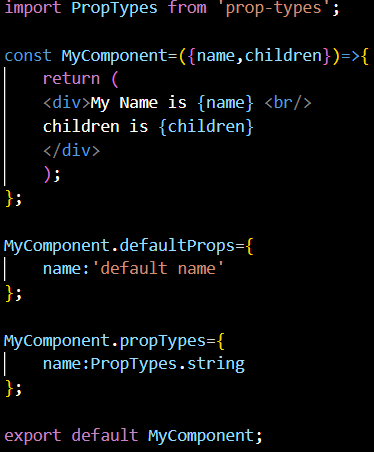 import PropTypes from 'prop-types';
const MyComponent=({name,children})=>{
    return (
    <div>My Name is {name} <br/>
    children is {children}
    </div>
    );
};
MyComponent.defaultProps={
    name:'default name'
};
MyComponent.propTypes={
    name:PropTypes.string
};
export default MyComponent;